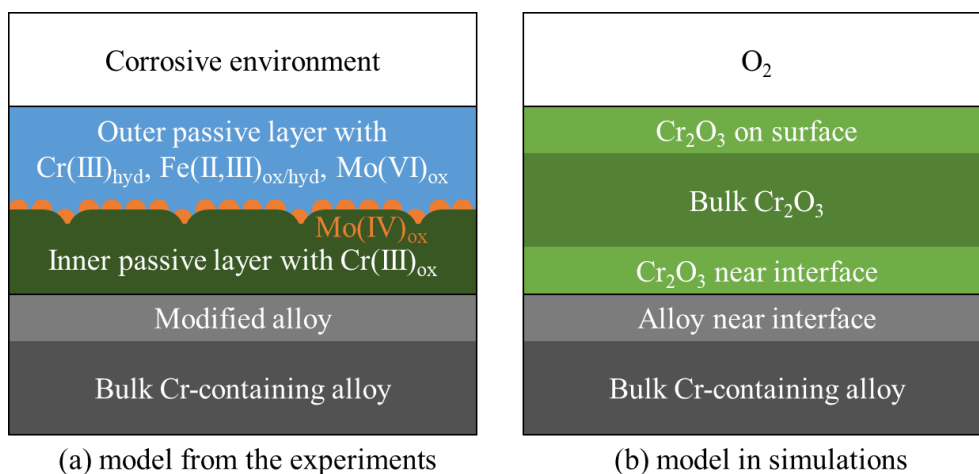 Corrosive environment
Outer passive layer with
Cr(III)hyd, Fe(II,III)ox/hyd, Mo(VI)ox
Mo(IV)ox
Inner passive layer with Cr(III)ox
Modified alloy
Bulk Cr-containing alloy
(a) model from the experiments
O2
Cr2O3 on surface
Bulk Cr2O3
Cr2O3 near interface
Alloy near interface
Bulk Cr-containing alloy
(b) model in simulations